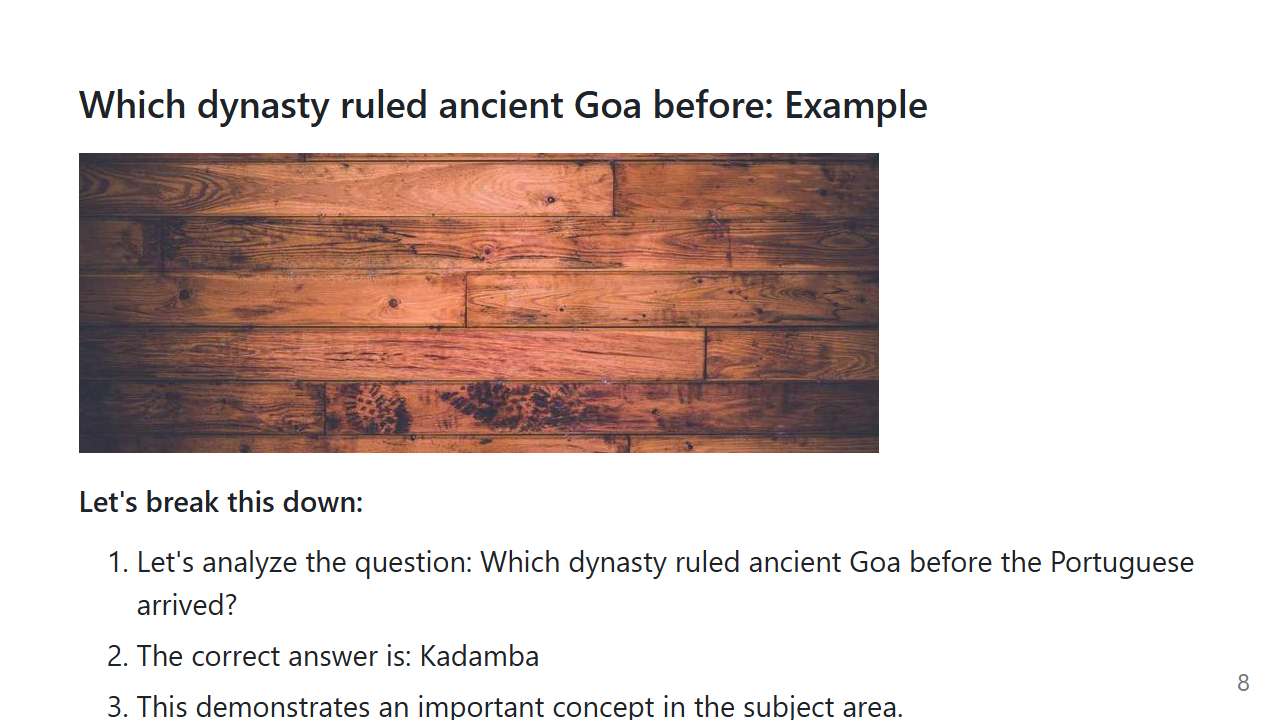 Which dynasty ruled ancient Goa before: Example
Let's break this down:
1. Let's analyze the question: Which dynasty ruled ancient Goa before the Portuguese
arrived?
2. The correct answer is: Kadamba
3. This demonstrates an important concept in the subject area.
8